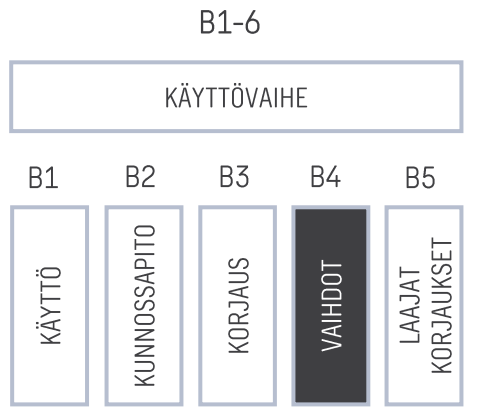 B1-6
KÄYTTÖVAIHE
B1
B2
B3
B4
B5
KÄYTTÖ
KUNNOSSAPITO
KORJAUS
VAIHDOT
LAAJAT
KORJAUKSET